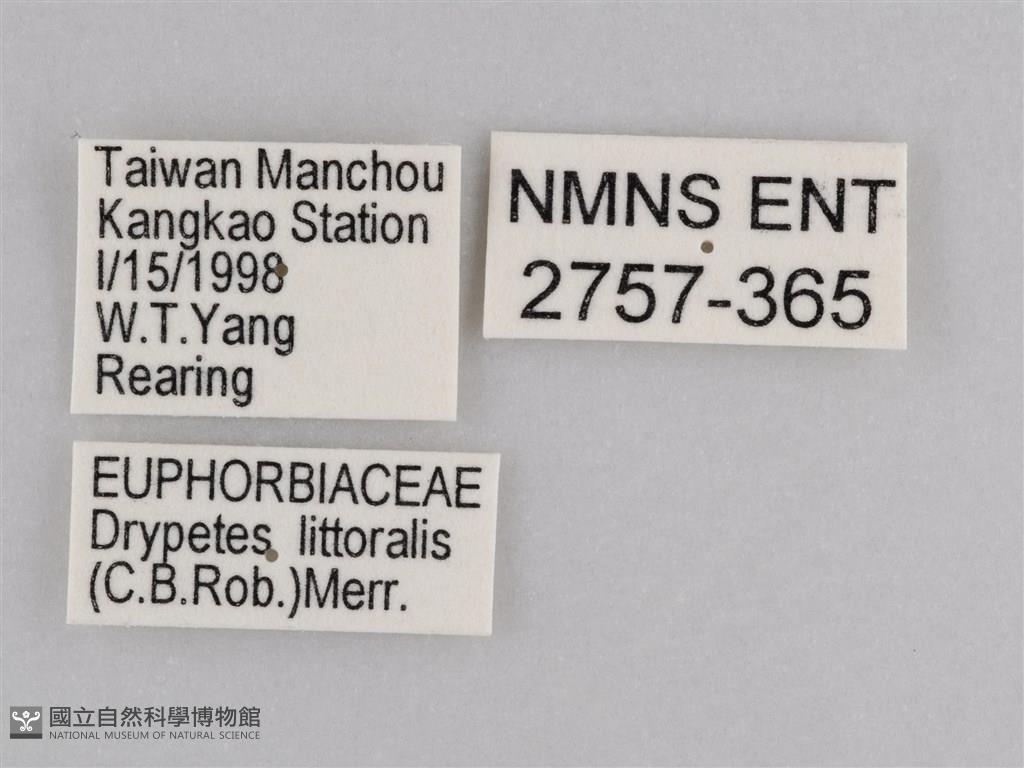 Taiwan Manchou
Kangkao Station
I/15/1998
W.T.Yang
Rearing
NMNS ENT
2757-365
EUPHORBIACEAE
Drypetes littoralis
(C.B.Rob.)Merr.
國立自然科學博物館
NATIONAL MUSEUM OF NATURAL SCIENCE